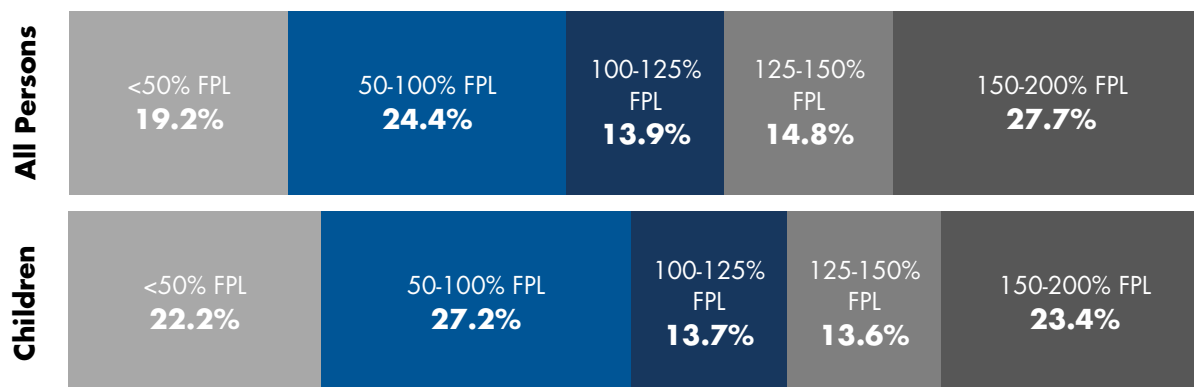 All Persons
<50% FPL
19.2%
50-100% FPL
24.4%
100-125%
FPL
13.9%
125-150%
FPL
14.8%
150-200% FPL
27.7%
Children
<50% FPL
22.2%
50-100% FPL
27.2%
100-125%
FPL
13.7%
125-150%
FPL
13.6%
150-200% FPL
23.4%